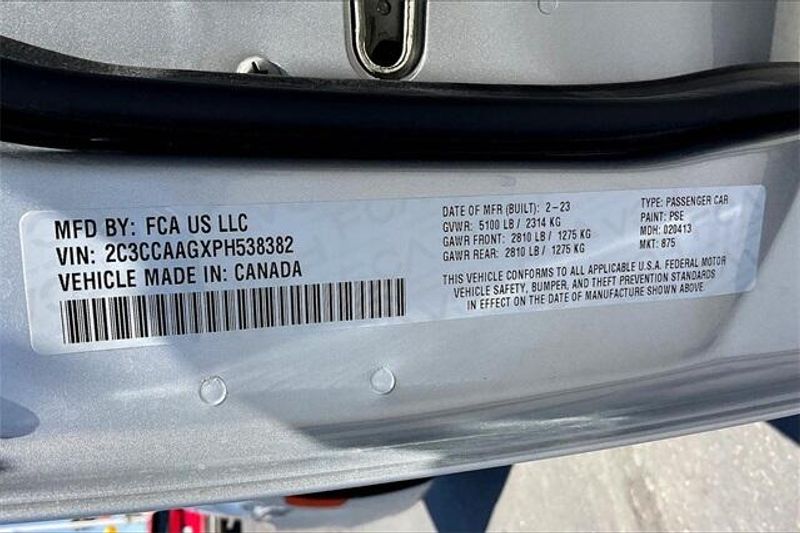 MFD BY: FCA US LLC
VIN: 2C3CCAAGXPH538382
VEHICLE MADE IN: CANADA
DATE OF MFR (BUILT): 2-23
GVWR: 5100 LB / 2314 KG
GAWR FRONT: 2810 LB / 1275 KG
GAWR REAR: 2810 LB / 1275 KG
TYPE: PASSENGER CAR
PAINT: PSE
MDH: 020413
MKT: 875
THIS VEHICLE CONFORMS TO ALL APPLICABLE U.S.A. FEDERAL MOTOR
VEHICLE SAFETY, BUMPER, AND THEFT PREVENTION STANDARDS
IN EFFECT ON THE DATE OF MANUFACTURE SHOWN ABOVE.